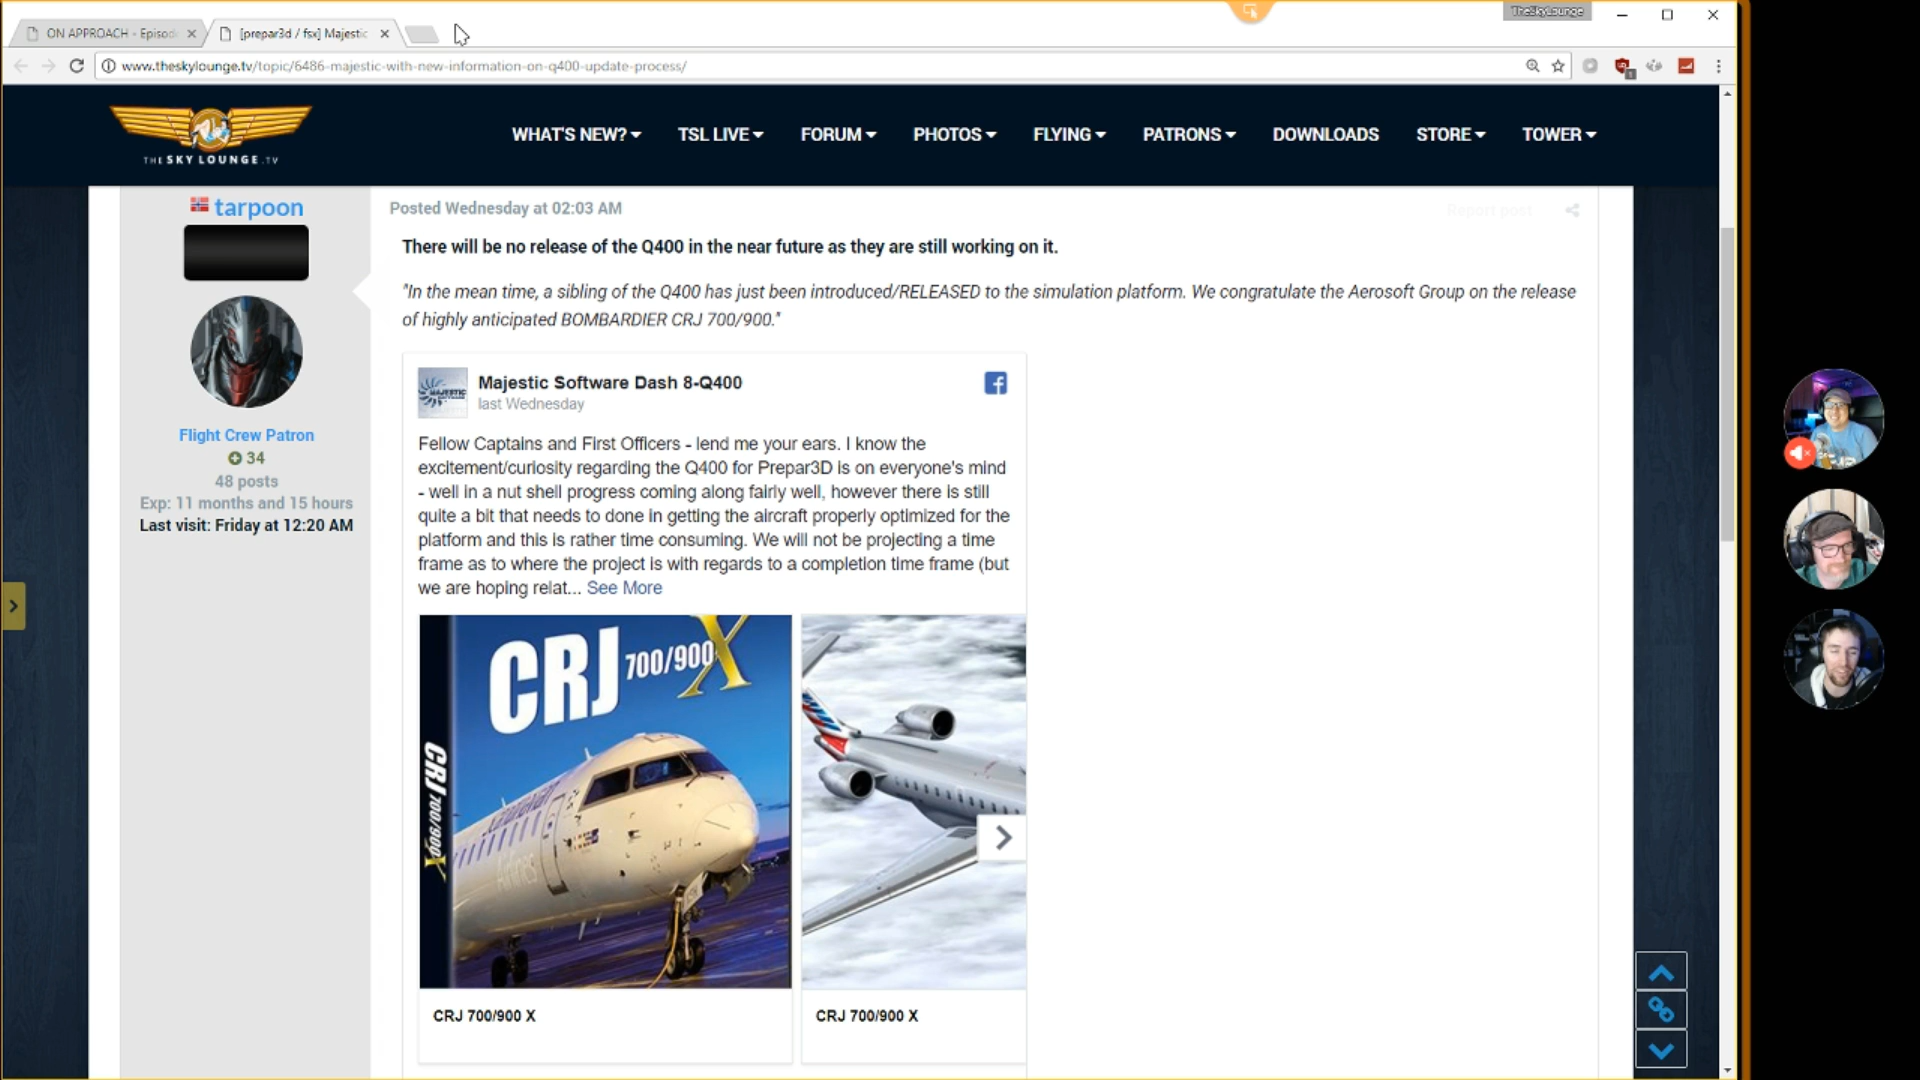 TheSkyLounge
ON APPROACH - Episod
[prepar3d / fsx] Majestic
www.theskylounge.tv/topic/6486-majestic-with-new-information-on-q400-update-process/
THE SKY LOUNGE .TV
WHAT'S NEW?
TSL LIVE
FORUM
PHOTOS
FLYING
PATRONS
DOWNLOADS
STORE
TOWER
tarpoon
Flight Crew Patron
34
48 posts
Exp: 11 months and 15 hours
Last visit: Friday at 12:20 AM
Posted Wednesday at 02:03 AM
Report post
There will be no release of the Q400 in the near future as they are still working on it.
"In the mean time, a sibling of the Q400 has just been introduced/RELEASED to the simulation platform. We congratulate the Aerosoft Group on the release
of highly anticipated BOMBARDIER CRJ 700/900."
Majestic Software Dash 8-Q400
last Wednesday
Fellow Captains and First Officers - lend me your ears. I know the
excitement/curiosity regarding the Q400 for Prepar3D is on everyone's mind
- well in a nut shell progress coming along fairly well, however there is still
quite a bit that needs to done in getting the aircraft properly optimized for the
platform and this is rather time consuming. We will not be projecting a time
frame as to where the project is with regards to a completion time frame (but
we are hoping relat... See More
CRJ 700/900 X
CRJ 700/900 X
CRJ 700/900 X
CRJ 700/900 X